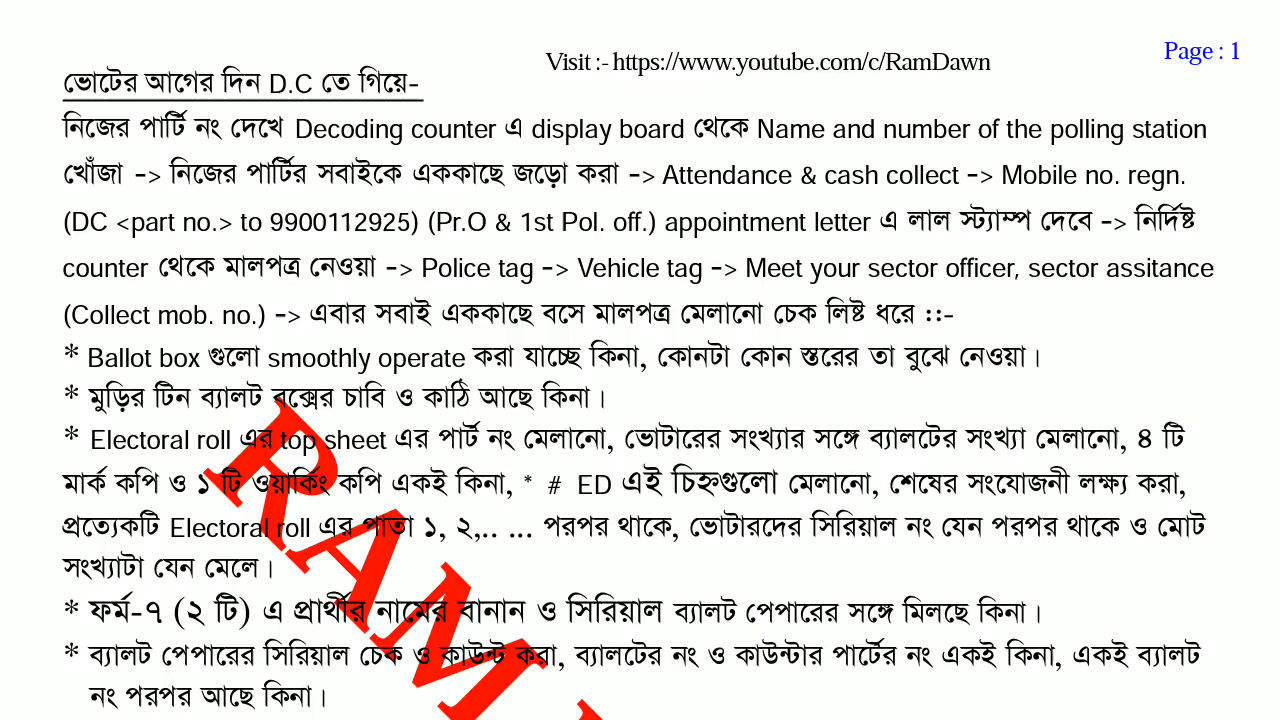 Page : 1
Visit :- https://www.youtube.com/c/RamDawn
ভোটের আগের দিন D.C তে গিয়ে-
নিজের পার্টি নং দেখে Decoding counter এ display board থেকে Name and number of the polling station
খোঁজা -> নিজের পার্টির সবাইকে এককাছে জড়ো করা -> Attendance & cash collect -> Mobile no. regn.
(DC <part no.> to 9900112925) (Pr.O & 1st Pol. off.) appointment letter এ লাল স্ট্যাম্প দেবে -> নির্দিষ্ট
counter থেকে মালপত্র নেওয়া -> Police tag -> Vehicle tag -> Meet your sector officer, sector assitance
(Collect mob. no.) -> এবার সবাই এককাছে বসে মালপত্র মেলানো চেক লিষ্ট ধরে ::-
* Ballot box গুলো smoothly operate করা যাচ্ছে কিনা, কোনটা কোন স্তরের তা বুঝে নেওয়া।
* মুড়ির টিন ব্যালট বক্সের চাবি ও কাঠি আছে কিনা।
* Electoral roll এর top sheet এর পার্ট নং মেলানো, ভোটারের সংখ্যার সঙ্গে ব্যালটের সংখ্যা মেলানো, ৪ টি
মার্ক কপি ও ১ টি ওয়ার্কিং কপি একই কিনা, * # ED এই চিহ্নগুলো মেলানো, শেষের সংযোজনী লক্ষ্য করা,
প্রত্যেকটি Electoral roll এর পাতা ১, ২,.. ... পরপর থাকে, ভোটারদের সিরিয়াল নং যেন পরপর থাকে ও মোট
সংখ্যাটা যেন মেলে।
* ফর্ম-৭ (২ টি) এ প্রার্থীর নামের বানান ও সিরিয়াল ব্যালট পেপারের সঙ্গে মিলছে কিনা।
* ব্যালট পেপারের সিরিয়াল চেক ও কাউন্ট করা, ব্যালটের নং ও কাউন্টার পার্টের নং একই কিনা, একই ব্যালট
নং পরপর আছে কিনা।
RAM